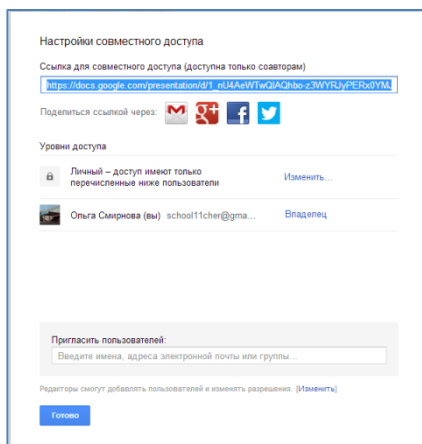 Настройки совместного доступа
Ссылка для совместного доступа (доступна только соавторам)
https://docs.google.com/presentation/d/1_nU4AeWTwQIAQhbo-z3WYRJyPERx0YM
Поделиться ссылкой через:
Уровни доступа
Личный – доступ имеют только
перечисленные ниже пользователи
Изменить...
Ольга Смирнова (вы) school11cher@gma... Владелец
Пригласить пользователей:
Введите имена, адреса электронной почты или группы...
Редакторы смогут добавлять пользователей и изменять разрешения. [Изменить]
Готово